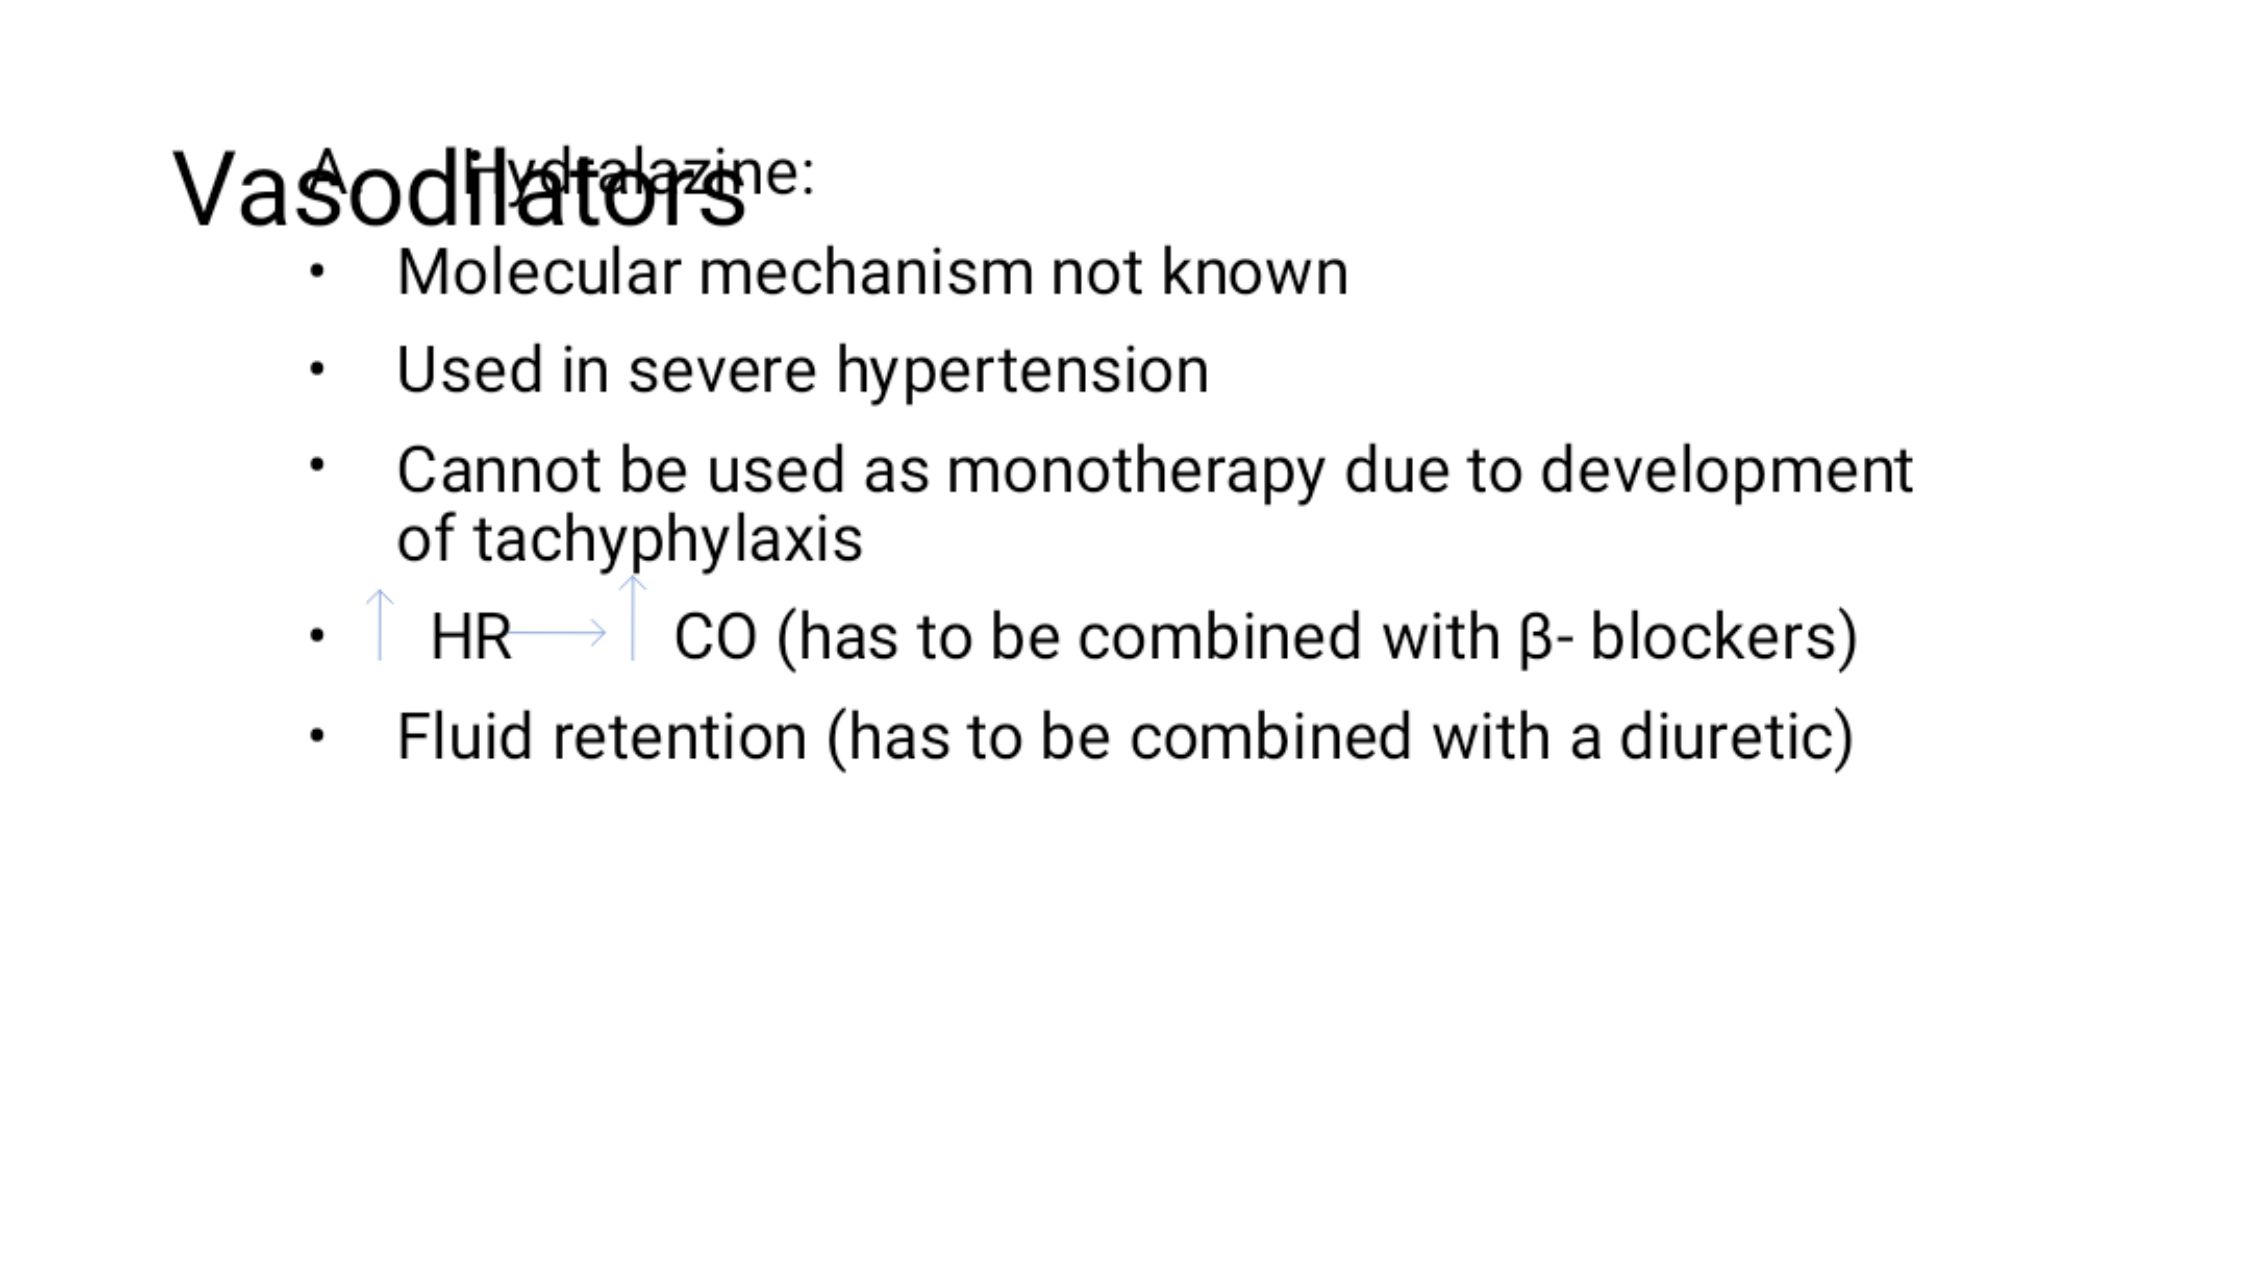 Vasodilators
A. Hydralazine:
• Molecular mechanism not known
• Used in severe hypertension
• Cannot be used as monotherapy due to development
of tachyphylaxis
• ↑ HR → ↑ CO (has to be combined with β- blockers)
• Fluid retention (has to be combined with a diuretic)